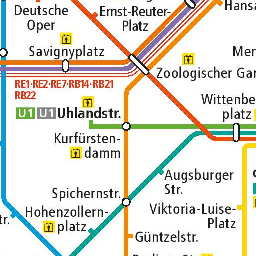 Deutsche
Oper
Ernst-Reuter-
Platz
Hansa
Savignyplatz
Zoologischer Gar
RE1·RE2·RE7·RB14·RB21
RB22
Wittenbe
platz
U1 U1 Uhlandstr.
Kurfürsten-
damm
Augsburger
Str.
Spichernstr.
Viktoria-Luise-
Platz
Hohenzollern-
platz
tr.
Güntzelstr.